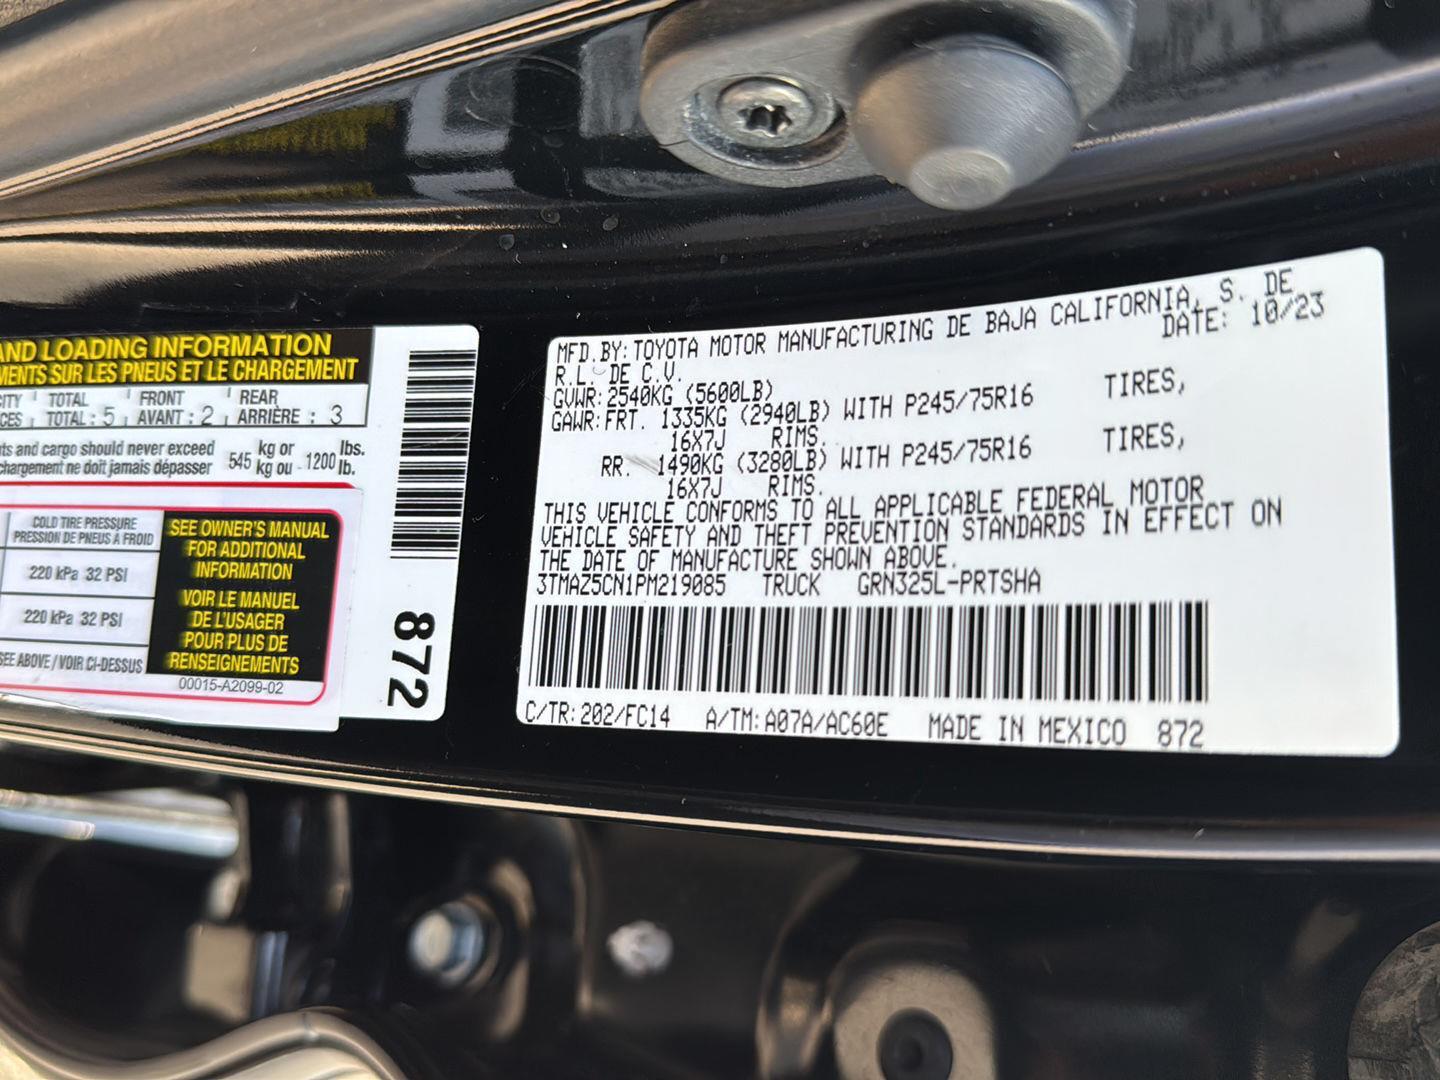 AND LOADING INFORMATION
MENTS SUR LES PNEUS ET LE CHARGEMENT
CITY TOTAL FRONT REAR
CES TOTAL : 5 AVANT : 2 ARRIÈRE : 3
ts and cargo should never exceed 545 kg or 1200 lbs.
chargement ne doit jamais dépasser kg ou lb.
COLD TIRE PRESSURE
PRESSION DE PNEUS A FROID
220 kPa 32 PSI
220 kPa 32 PSI
SEE ABOVE / VOIR CI-DESSUS
SEE OWNER'S MANUAL
FOR ADDITIONAL
INFORMATION
VOIR LE MANUEL
DE L'USAGER
POUR PLUS DE
RENSEIGNEMENTS
00015-A2099-02
872
MFD.BY:TOYOTA MOTOR MANUFACTURING DE BAJA CALIFORNIA, S. DE
R.L. DE C.V. DATE: 10/23
GVWR:2540KG (5600LB)
GAWR:FRT. 1335KG (2940LB) WITH P245/75R16 TIRES,
16X7J RIMS.
RR. 1490KG (3280LB) WITH P245/75R16 TIRES,
16X7J RIMS.
THIS VEHICLE CONFORMS TO ALL APPLICABLE FEDERAL MOTOR
VEHICLE SAFETY AND THEFT PREVENTION STANDARDS IN EFFECT ON
THE DATE OF MANUFACTURE SHOWN ABOVE.
3TMAZ5CN1PM219085 TRUCK GRN325L-PRTSHA
C/TR:202/FC14 A/TM:A07A/AC60E MADE IN MEXICO 872